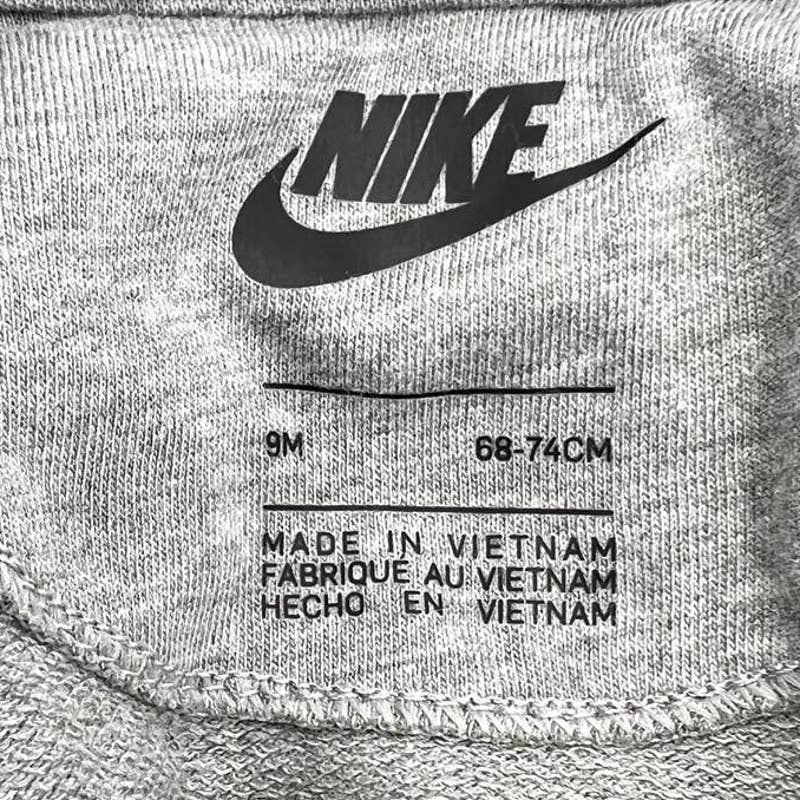 NIKE
9M 68-74CM
MADE IN VIETNAM
FABRIQUÉ AU VIETNAM
HECHO EN VIETNAM